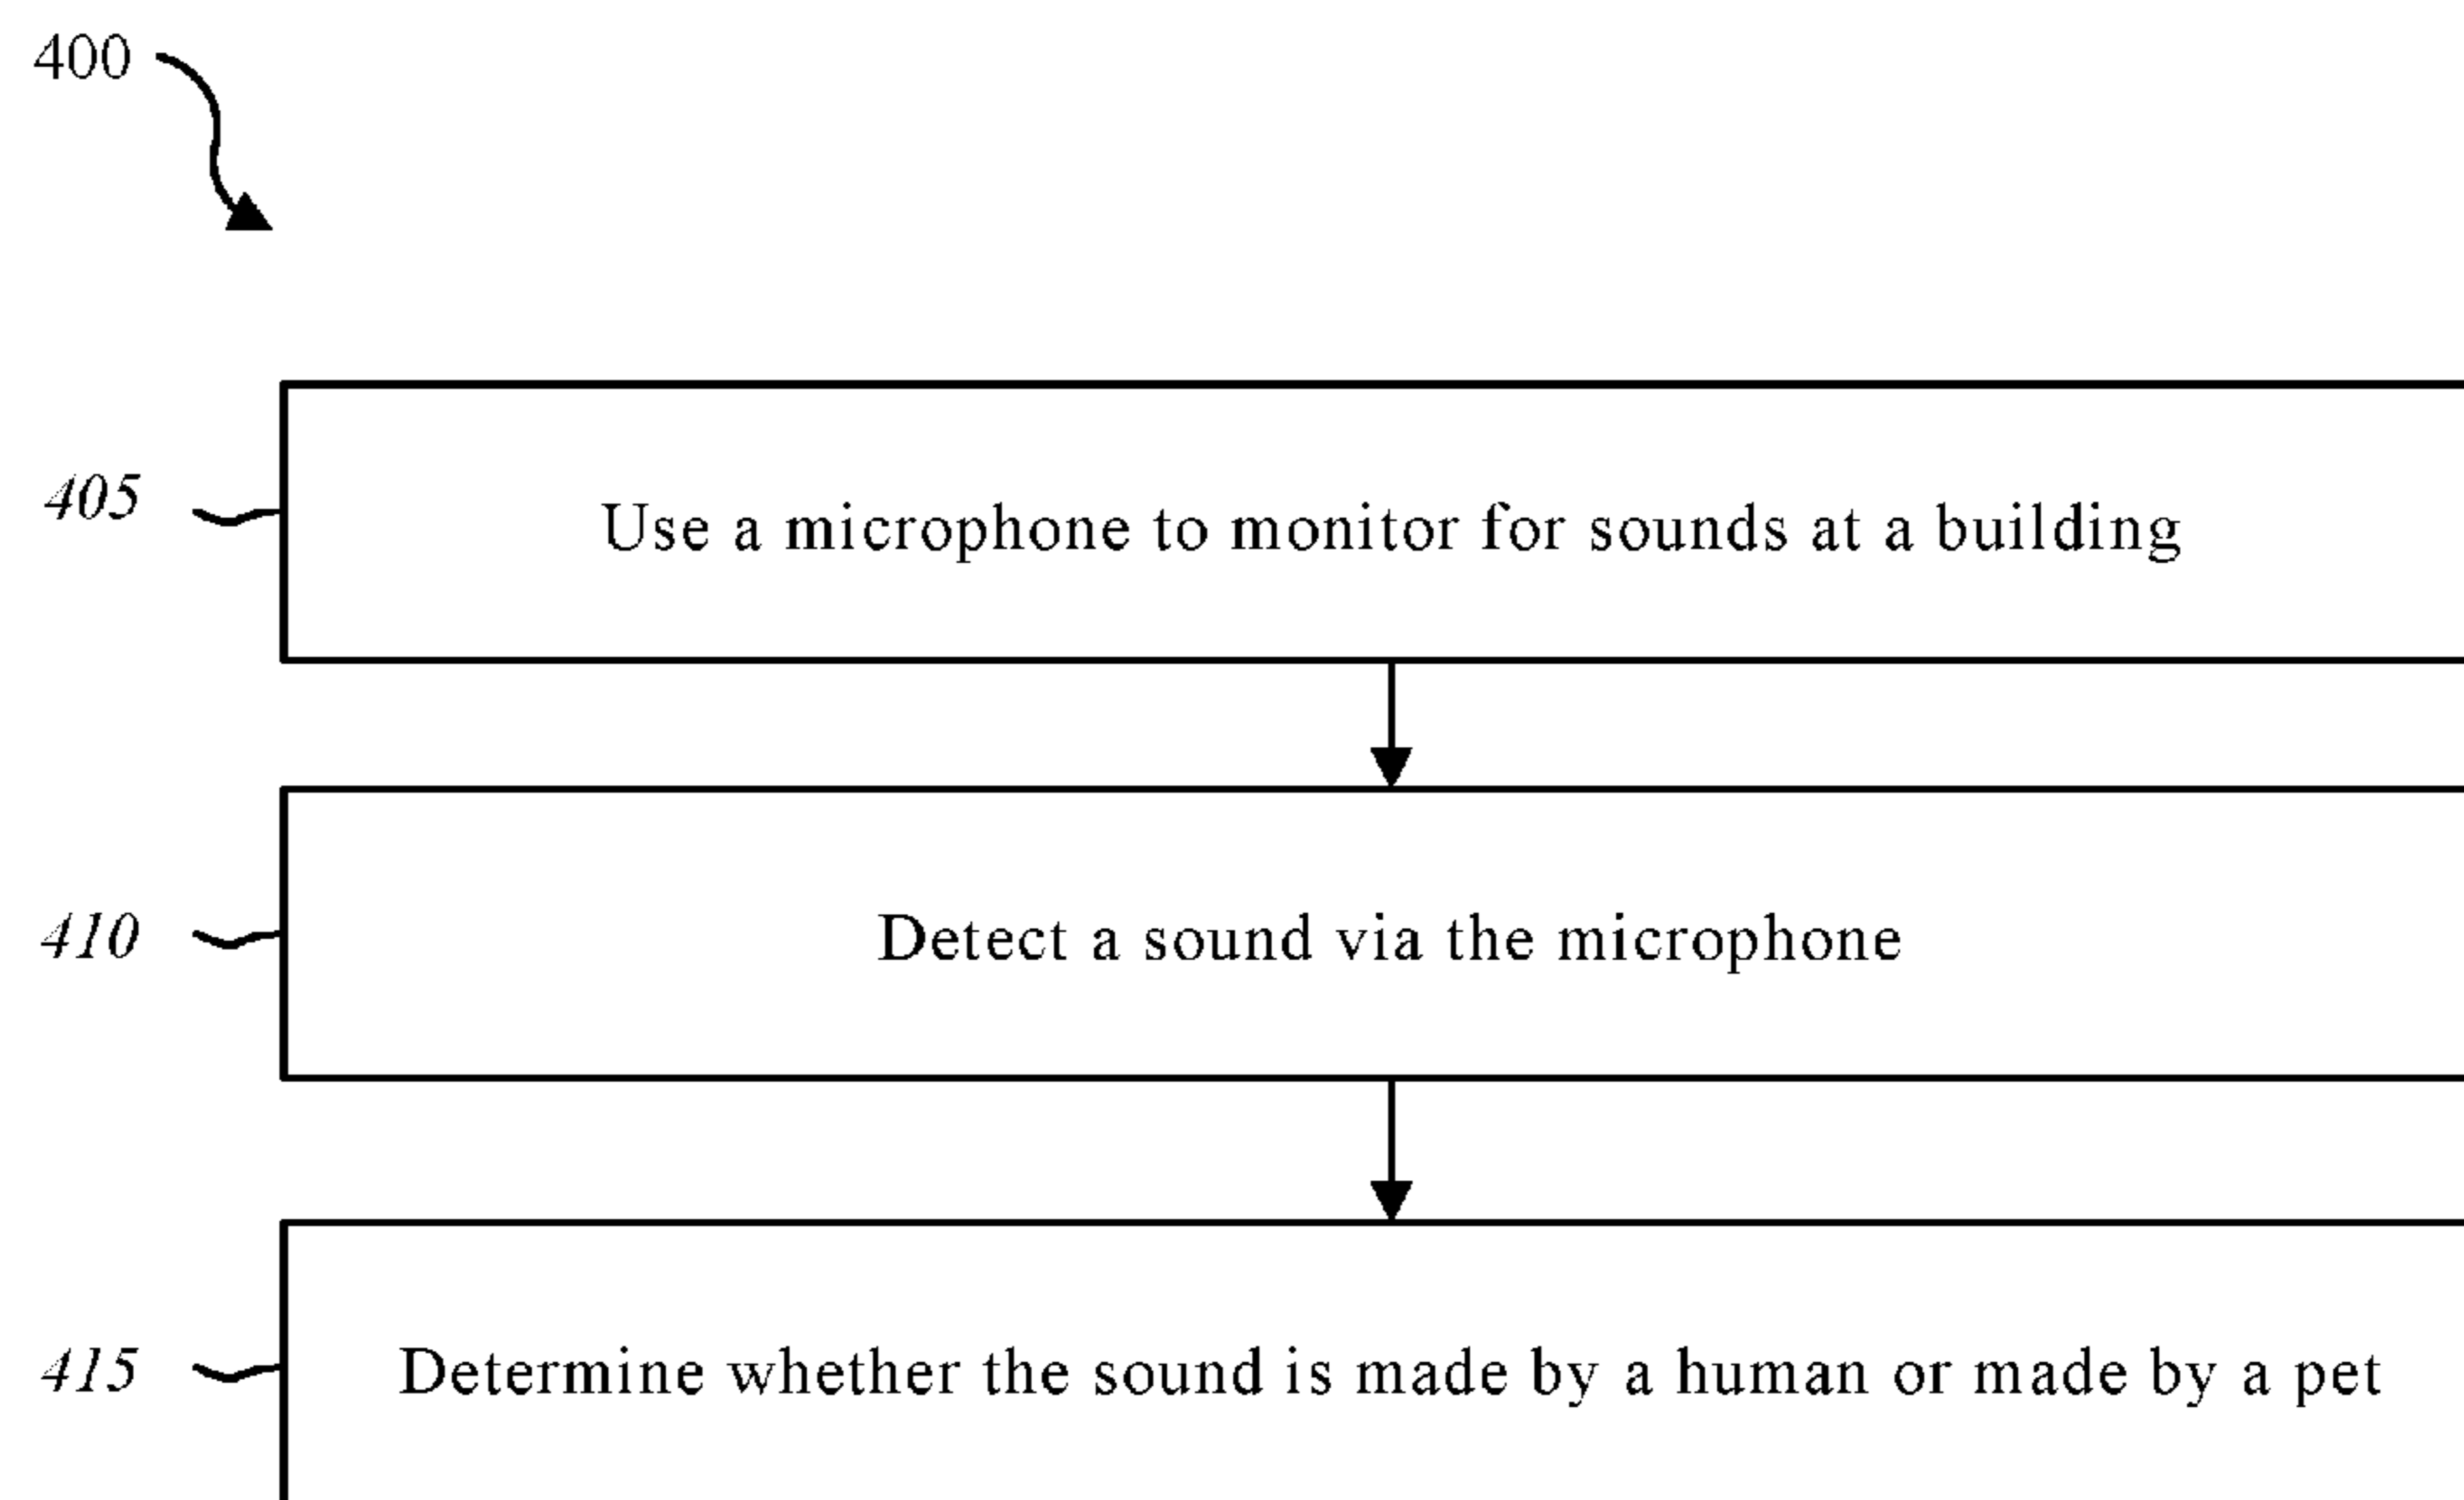 400
405
Use a microphone to monitor for sounds at a building
410
Detect a sound via the microphone
415
Determine whether the sound is made by a human or made by a pet